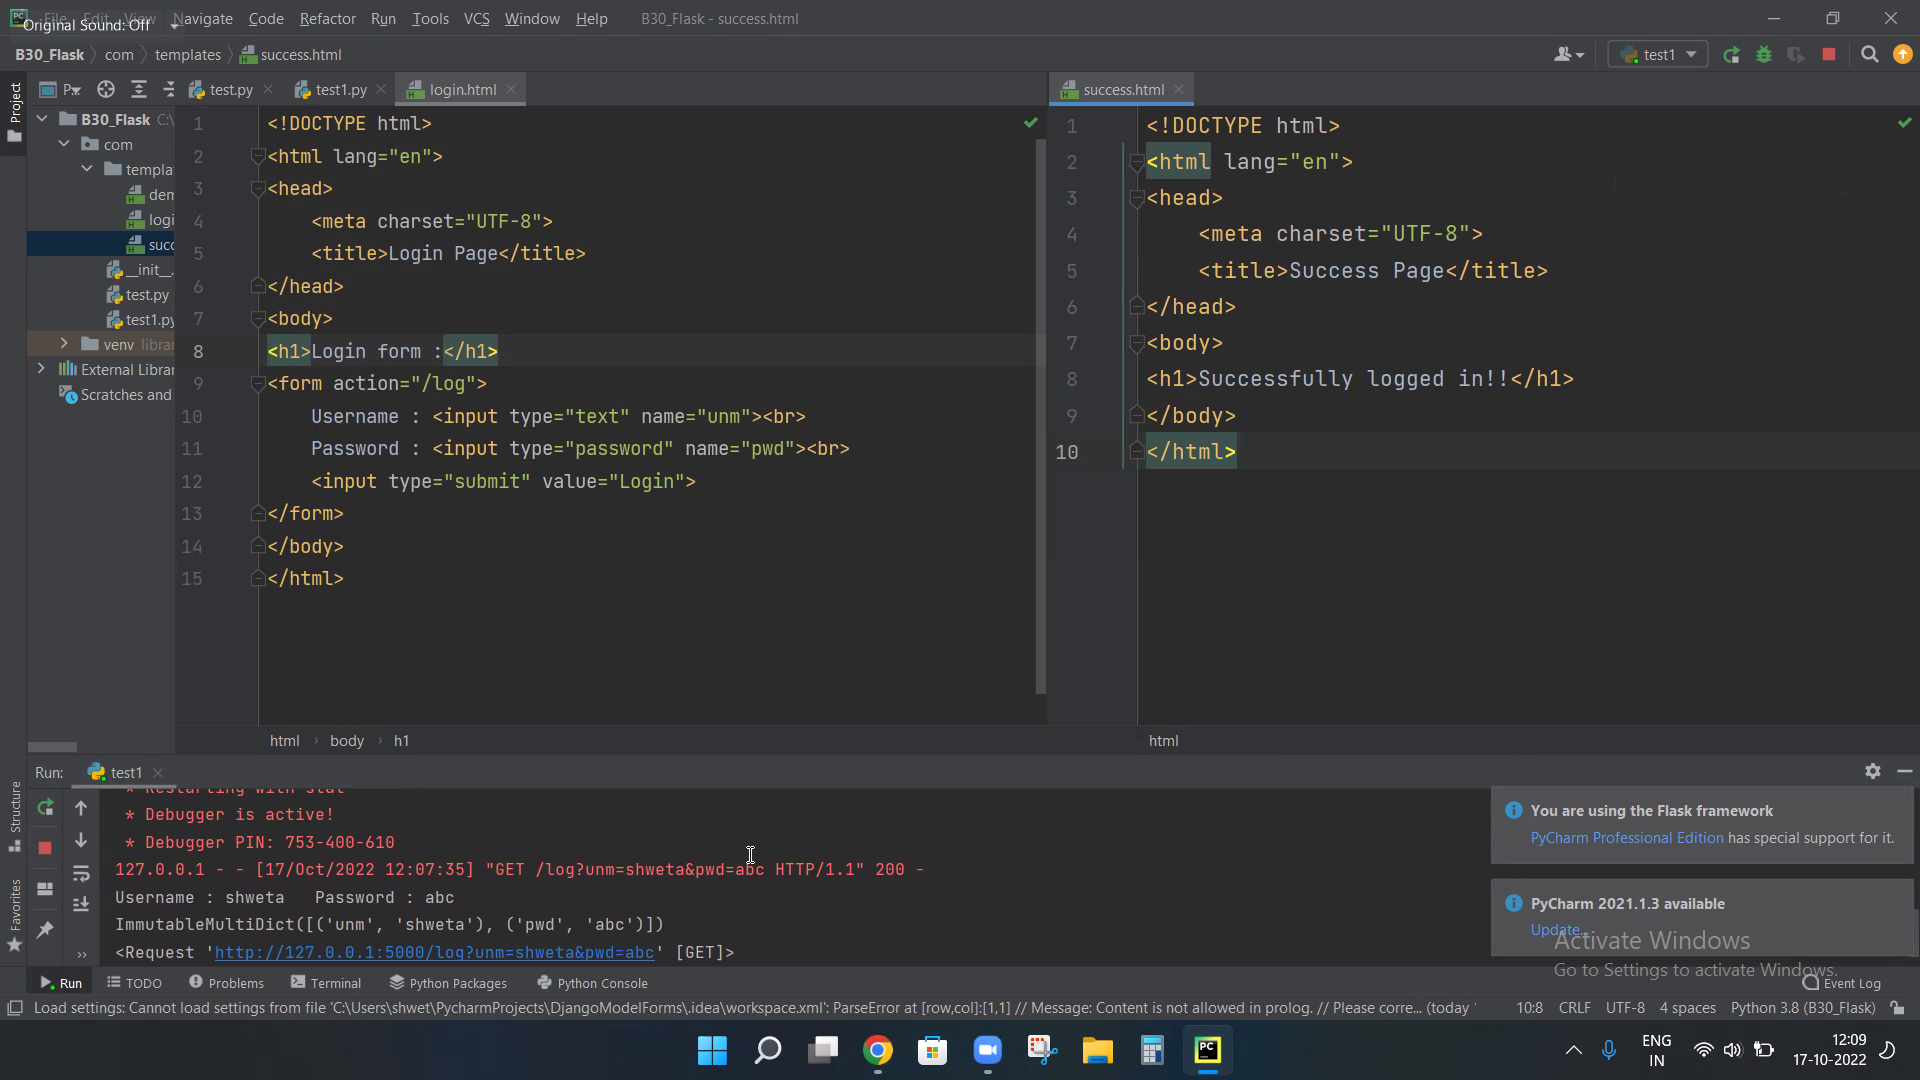 File Edit View Navigate Code Refactor Run Tools VCS Window Help B30_Flask - success.html
Original Sound: Off
B30_Flask com templates success.html test1
Project P test.py test1.py login.html success.html
B30_Flask C:\
com
templa
dem
logi
succ
__init__.
test.py
test1.py
venv libra
External Librar
Scratches and
1 <!DOCTYPE html>
2 <html lang="en">
3 <head>
4 <meta charset="UTF-8">
5 <title>Login Page</title>
6 </head>
7 <body>
8 <h1>Login form :</h1>
9 <form action="/log">
10 Username : <input type="text" name="unm"><br>
11 Password : <input type="password" name="pwd"><br>
12 <input type="submit" value="Login">
13 </form>
14 </body>
15 </html>
html body h1
1 <!DOCTYPE html>
2 <html lang="en">
3 <head>
4 <meta charset="UTF-8">
5 <title>Success Page</title>
6 </head>
7 <body>
8 <h1>Successfully logged in!!</h1>
9 </body>
10 </html>
html
Run: test1
* Restarting with stat
* Debugger is active!
* Debugger PIN: 753-400-610
127.0.0.1 - - [17/Oct/2022 12:07:35] "GET /log?unm=shweta&pwd=abc HTTP/1.1" 200 -
Username : shweta Password : abc
ImmutableMultiDict([('unm', 'shweta'), ('pwd', 'abc')])
<Request 'http://127.0.0.1:5000/log?unm=shweta&pwd=abc' [GET]>
Structure
Favorites
You are using the Flask framework
PyCharm Professional Edition has special support for it.
PyCharm 2021.1.3 available
Update...
Activate Windows
Go to Settings to activate Windows.
Run TODO Problems Terminal Python Packages Python Console Event Log
Load settings: Cannot load settings from file 'C:\Users\shwet\PycharmProjects\DjangoModelForms\.idea\workspace.xml': ParseError at [row,col]:[1,1] // Message: Content is not allowed in prolog. // Please corre... (today 10:8 CRLF UTF-8 4 spaces Python 3.8 (B30_Flask)
PC
ENG
IN
12:09
17-10-2022